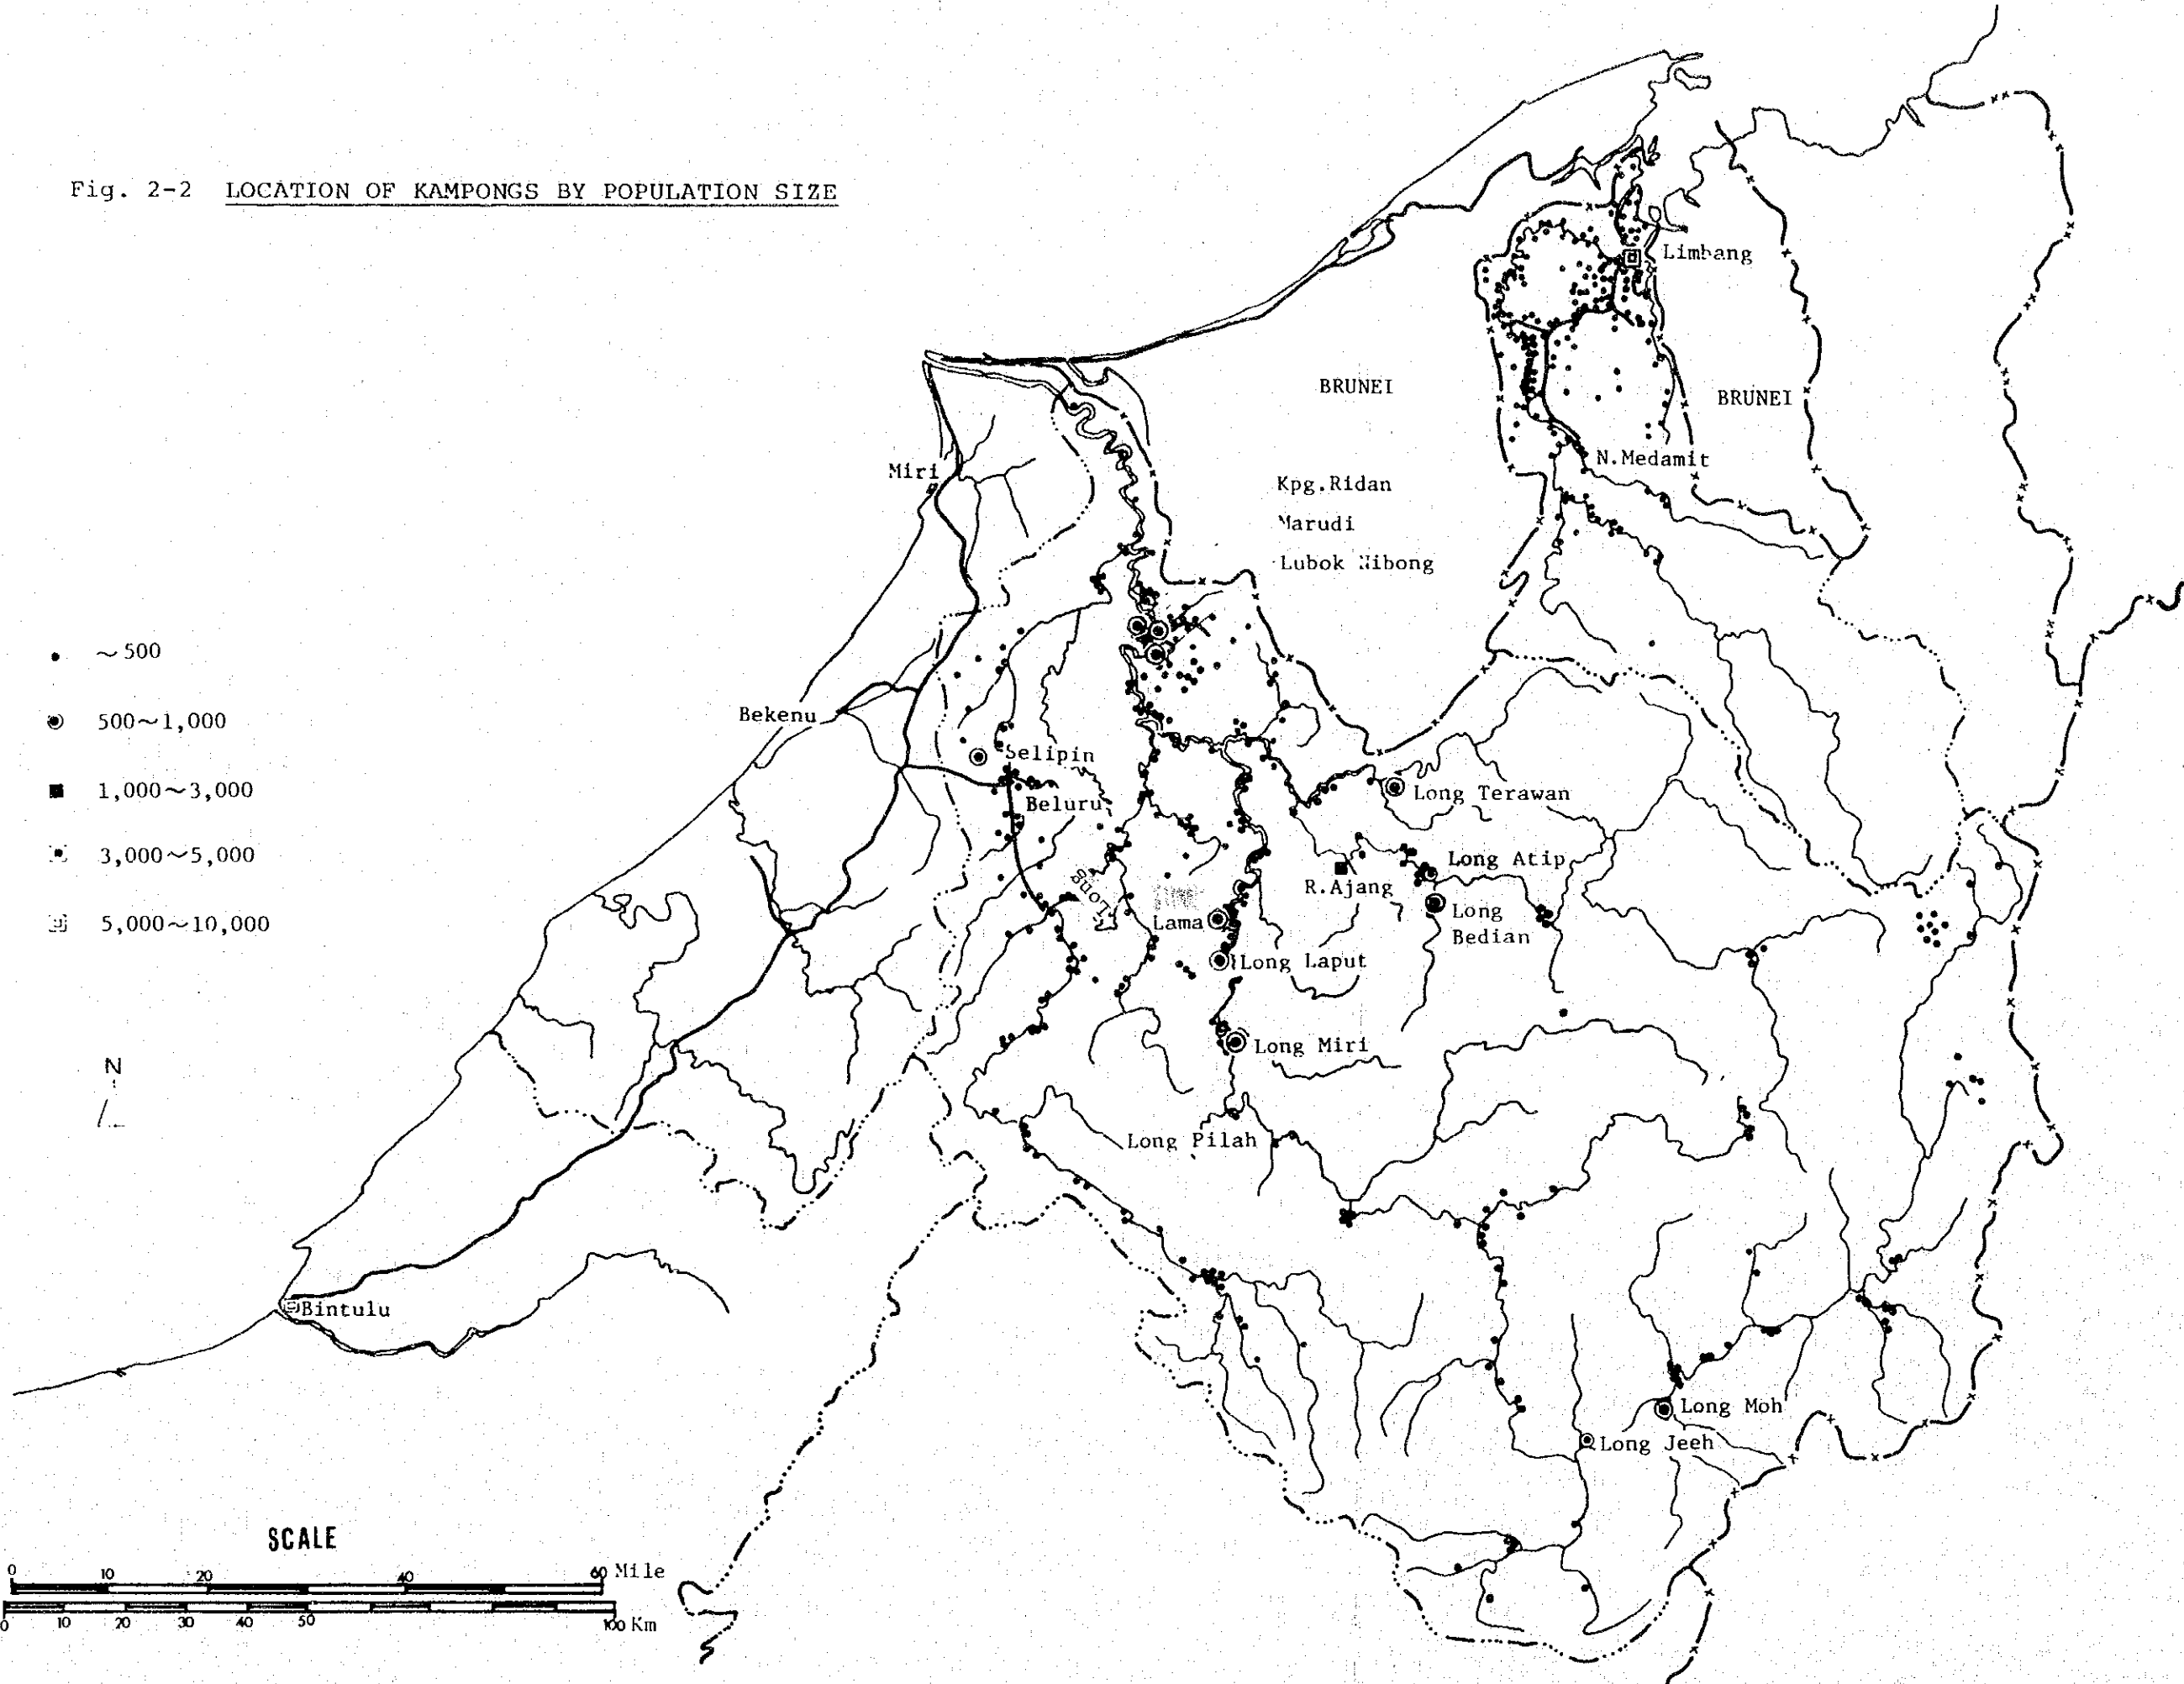 Fig. 2-2 LOCATION OF KAMPONGS BY POPULATION SIZE
Limbang
BRUNEI
BRUNEI
N.Medamit
Miri
Kpg.Ridan
Marudi
Lubok Nibong
~500
500~1,000
1,000~3,000
3,000~5,000
5,000~10,000
Bekenu
Selipin
Beluru
Long Terawan
Long Atip
R.Ajang
Long
Lama
Long
Bedian
Long Laput
Long Miri
N
Long Pilah
Bintulu
Long Moh
Long Jeeh
SCALE
0 10 20 40 60 Mile
0 10 20 30 40 50 100 Km